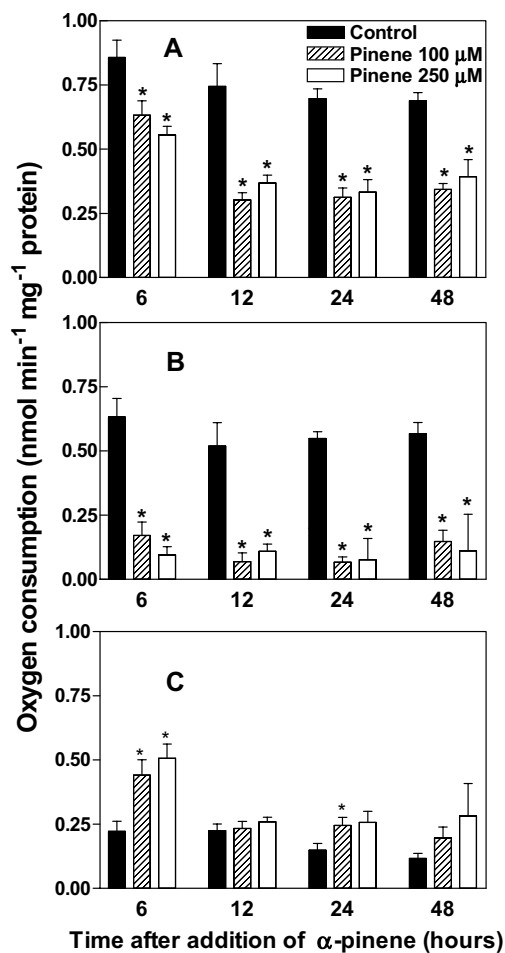 Oxygen consumption (nmol min⁻¹ mg⁻¹ protein)
A
Control
Pinene 100 μM
Pinene 250 μM
1.00
0.75
0.50
0.25
0.00
* * * * * * * *
6 12 24 48
B
1.00
0.75
0.50
0.25
0.00
* * * * * * * *
6 12 24 48
C
1.00
0.75
0.50
0.25
0.00
* * *
6 12 24 48
Time after addition of α-pinene (hours)